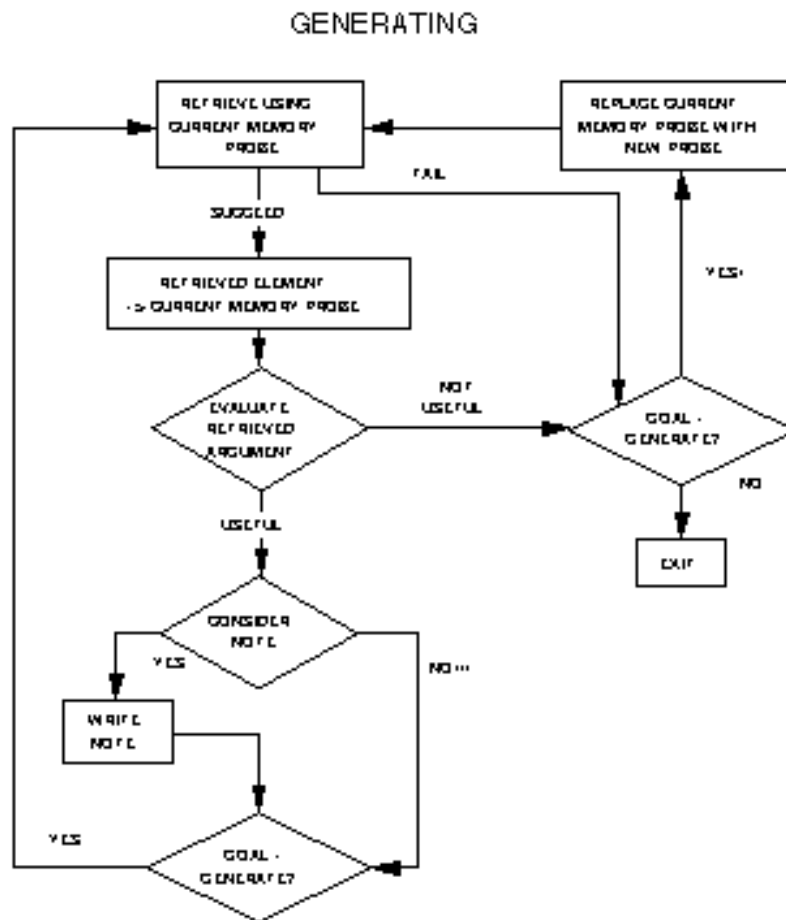 GENERATING
RETRIEVE USING
CURRENT MEMORY
PROBE
REPLACE CURRENT
MEMORY PROBE WITH
NEW PROBE
FAIL
SUCCEED
YES
RETRIEVED ELEMENT
-> CURRENT MEMORY PROBE
NOT
USEFUL
EVALUATE
RETRIEVED
ARGUMENT
GOAL -
GENERATE?
NO
USEFUL
EXIT
CONSIDER
NOTE
YES
NO
WRITE
NOTE
YES
GOAL -
GENERATE?